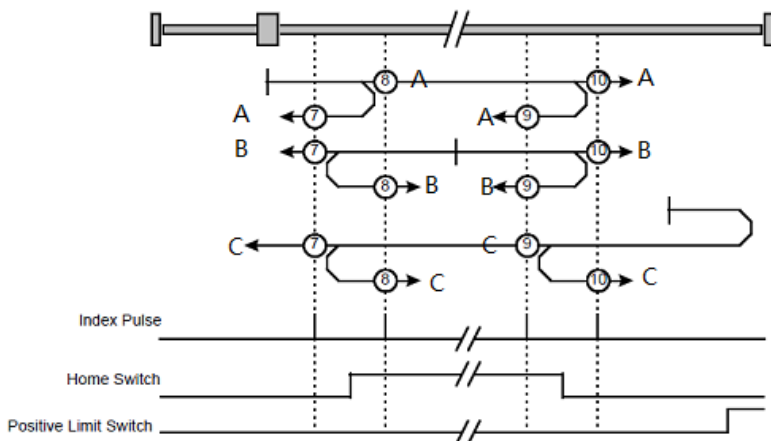 8 A 10 A
A 7 A 9
B 7 10 B
8 B B 9
C 7 C 9
8 C 10 C
Index Pulse
Home Switch
Positive Limit Switch